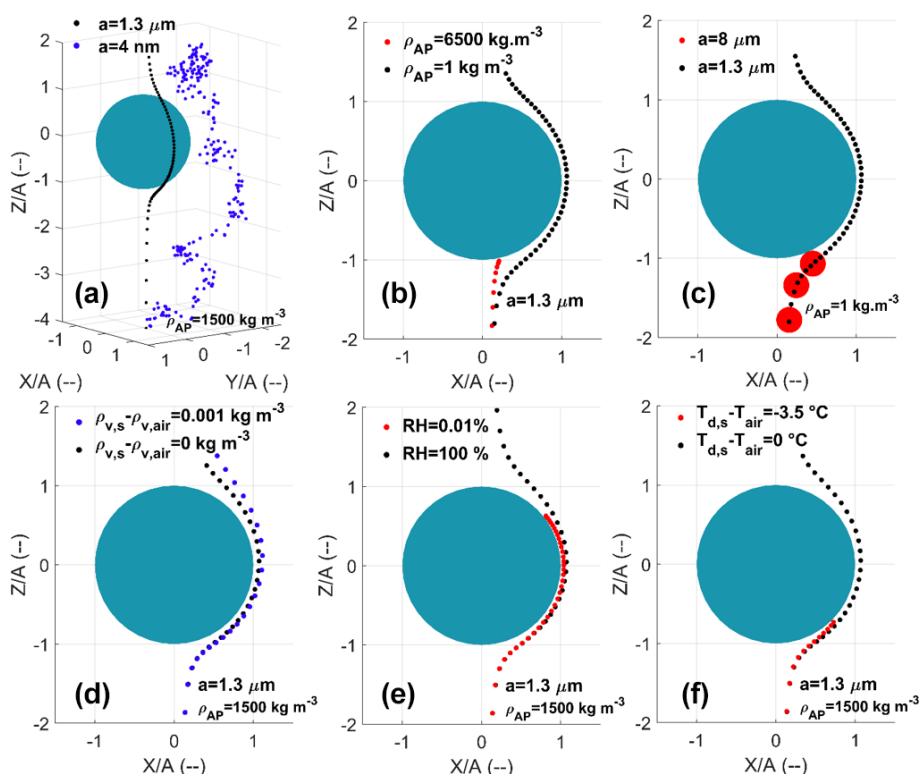 a=1.3 μm
a=4 nm
2
1
0
-1
-2
-3
-4
Z/A (--)
(a)
ρAP=1500 kg m-3
-1
0
1
1
0
-1
-2
X/A (--)
Y/A (--)
ρAP=6500 kg.m-3
ρAP=1 kg m-3
2
1
0
-1
-2
Z/A (--)
(b)
a=1.3 μm
-1
0
1
X/A (--)
a=8 μm
a=1.3 μm
2
1
0
-1
-2
Z/A (--)
(c)
ρAP=1 kg.m-3
-1
0
1
X/A (--)
ρv,s-ρv,air=0.001 kg m-3
ρv,s-ρv,air=0 kg m-3
2
1
0
-1
-2
Z/A (--)
(d)
a=1.3 μm
ρAP=1500 kg m-3
-1
0
1
X/A (--)
RH=0.01%
RH=100 %
2
1
0
-1
-2
Z/A (--)
(e)
a=1.3 μm
ρAP=1500 kg m-3
-1
0
1
X/A (--)
Td,s-Tair=-3.5 °C
Td,s-Tair=0 °C
2
1
0
-1
-2
Z/A (--)
(f)
a=1.3 μm
ρAP=1500 kg m-3
-1
0
1
X/A (--)